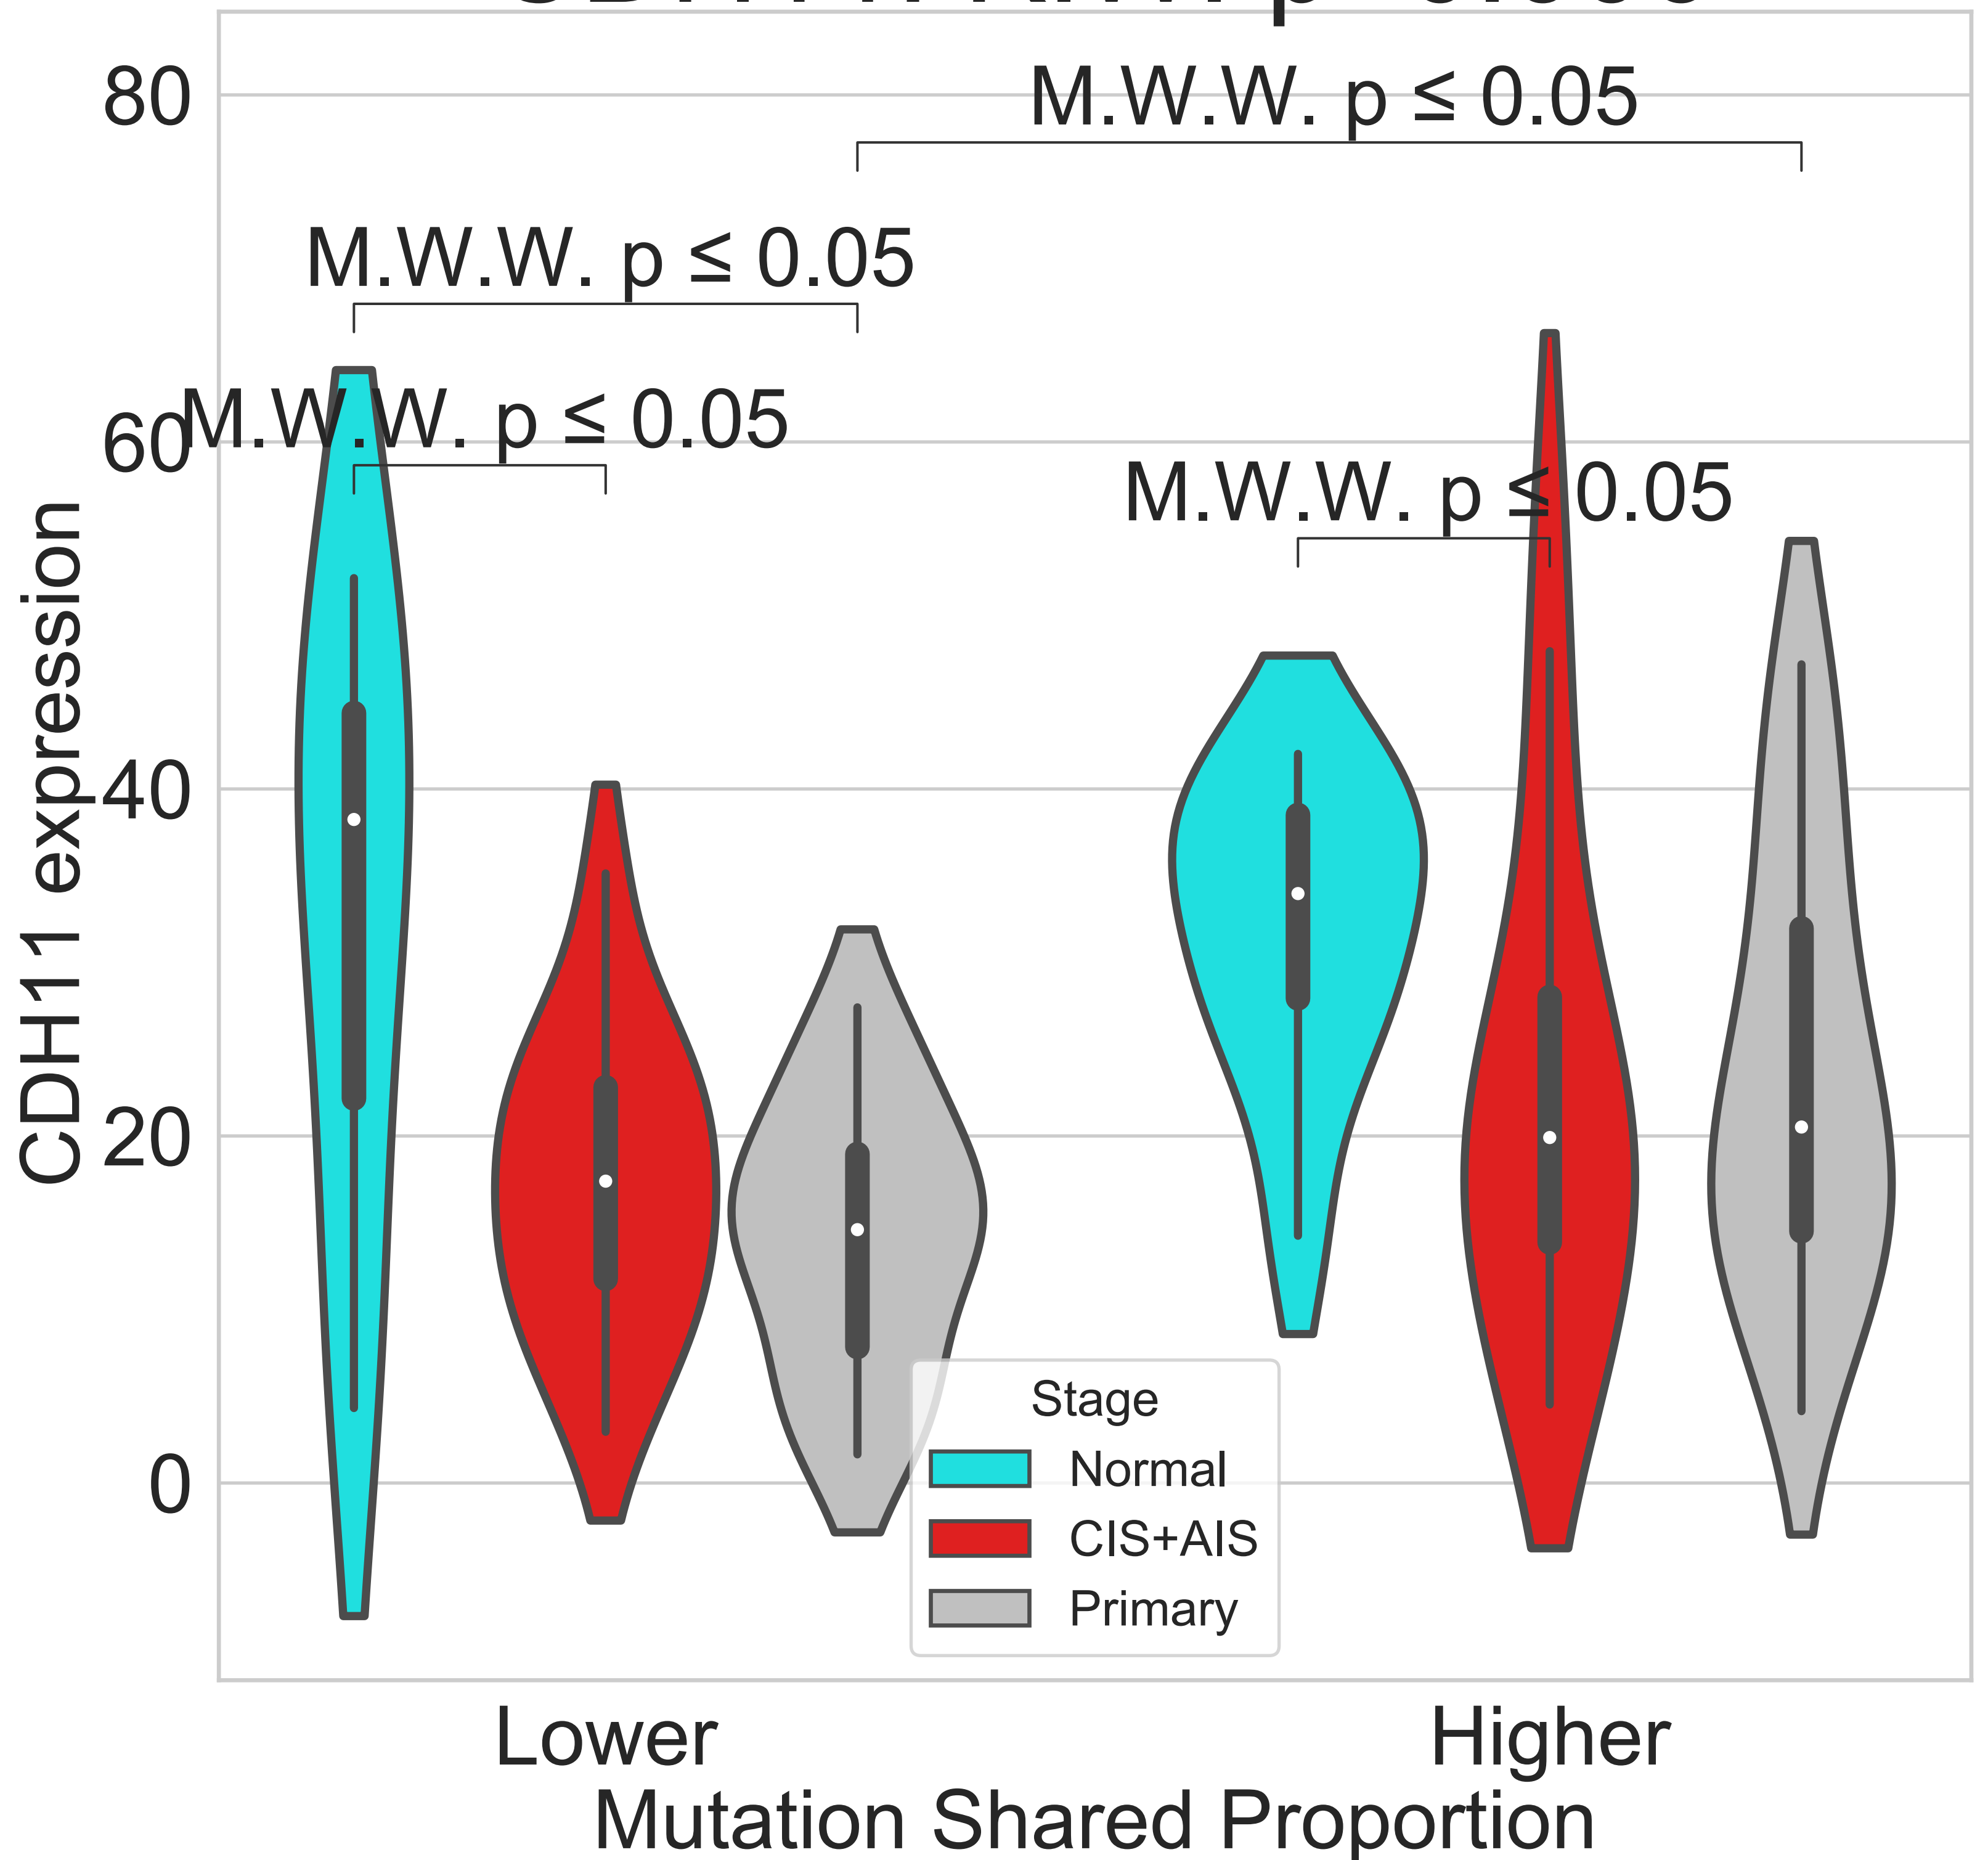 80
M.W.W. p ≤ 0.05
M.W.W. p ≤ 0.05
60
M.W.W. p ≤ 0.05
M.W.W. p ≤ 0.05
40
20
0
CDH11 expression
Stage
Normal
CIS+AIS
Primary
Lower
Higher
Mutation Shared Proportion